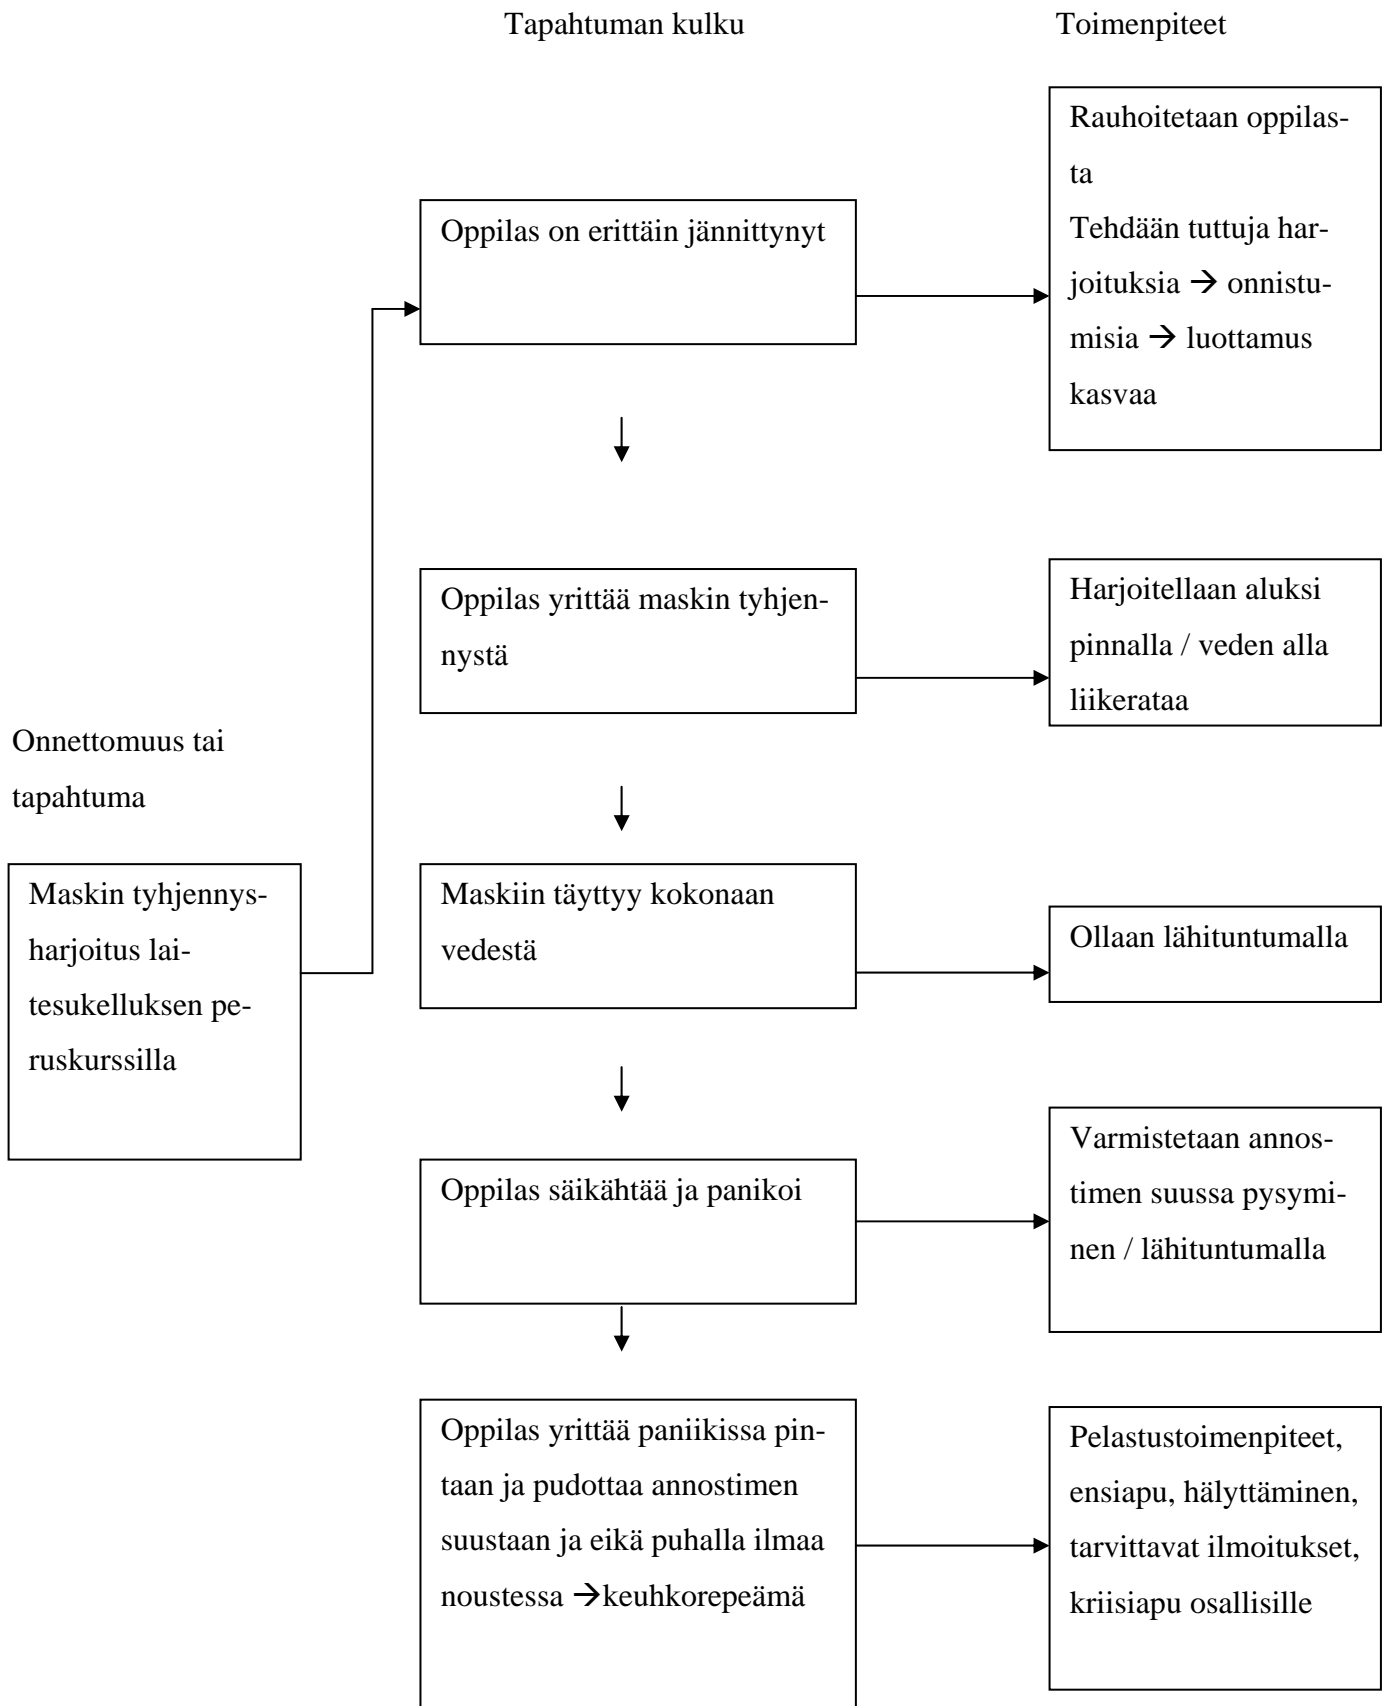 Tapahtuman kulku
Toimenpiteet
Rauhoitetaan oppilas-
ta
Tehdään tuttuja har-
joituksia → onnistu-
misia → luottamus
kasvaa
Oppilas on erittäin jännittynyt
Oppilas yrittää maskin tyhjen-
nystä
Harjoitellaan aluksi
pinnalla / veden alla
liikerataa
Onnettomuus tai
tapahtuma
Maskin tyhjennys-
harjoitus lai-
tesukelluksen pe-
ruskurssilla
Maskiin täyttyy kokonaan
vedestä
Ollaan lähituntumalla
Oppilas säikähtää ja panikoi
Varmistetaan annos-
timen suussa pysymi-
nen / lähituntumalla
Oppilas yrittää paniikissa pin-
taan ja pudottaa annostimen
suustaan ja eikä puhalla ilmaa
noustessa →keuhkorepeämä
Pelastustoimenpiteet,
ensiapu, hälyttäminen,
tarvittavat ilmoitukset,
kriisiapu osallisille